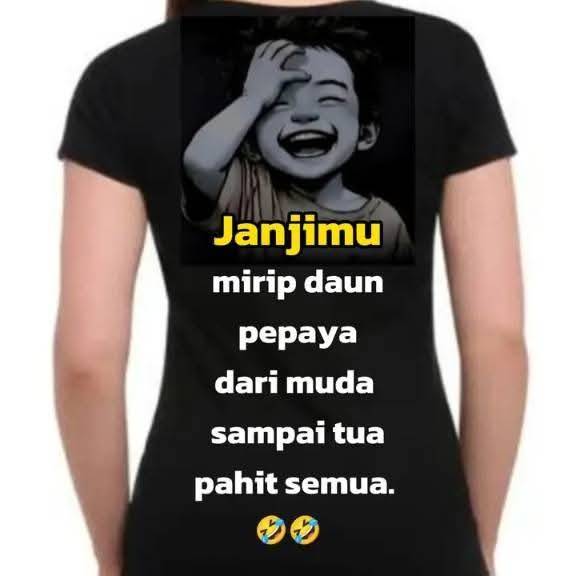 Janjimu
mirip daun
pepaya
dari muda
sampai tua
pahit semua.
🤣🤣